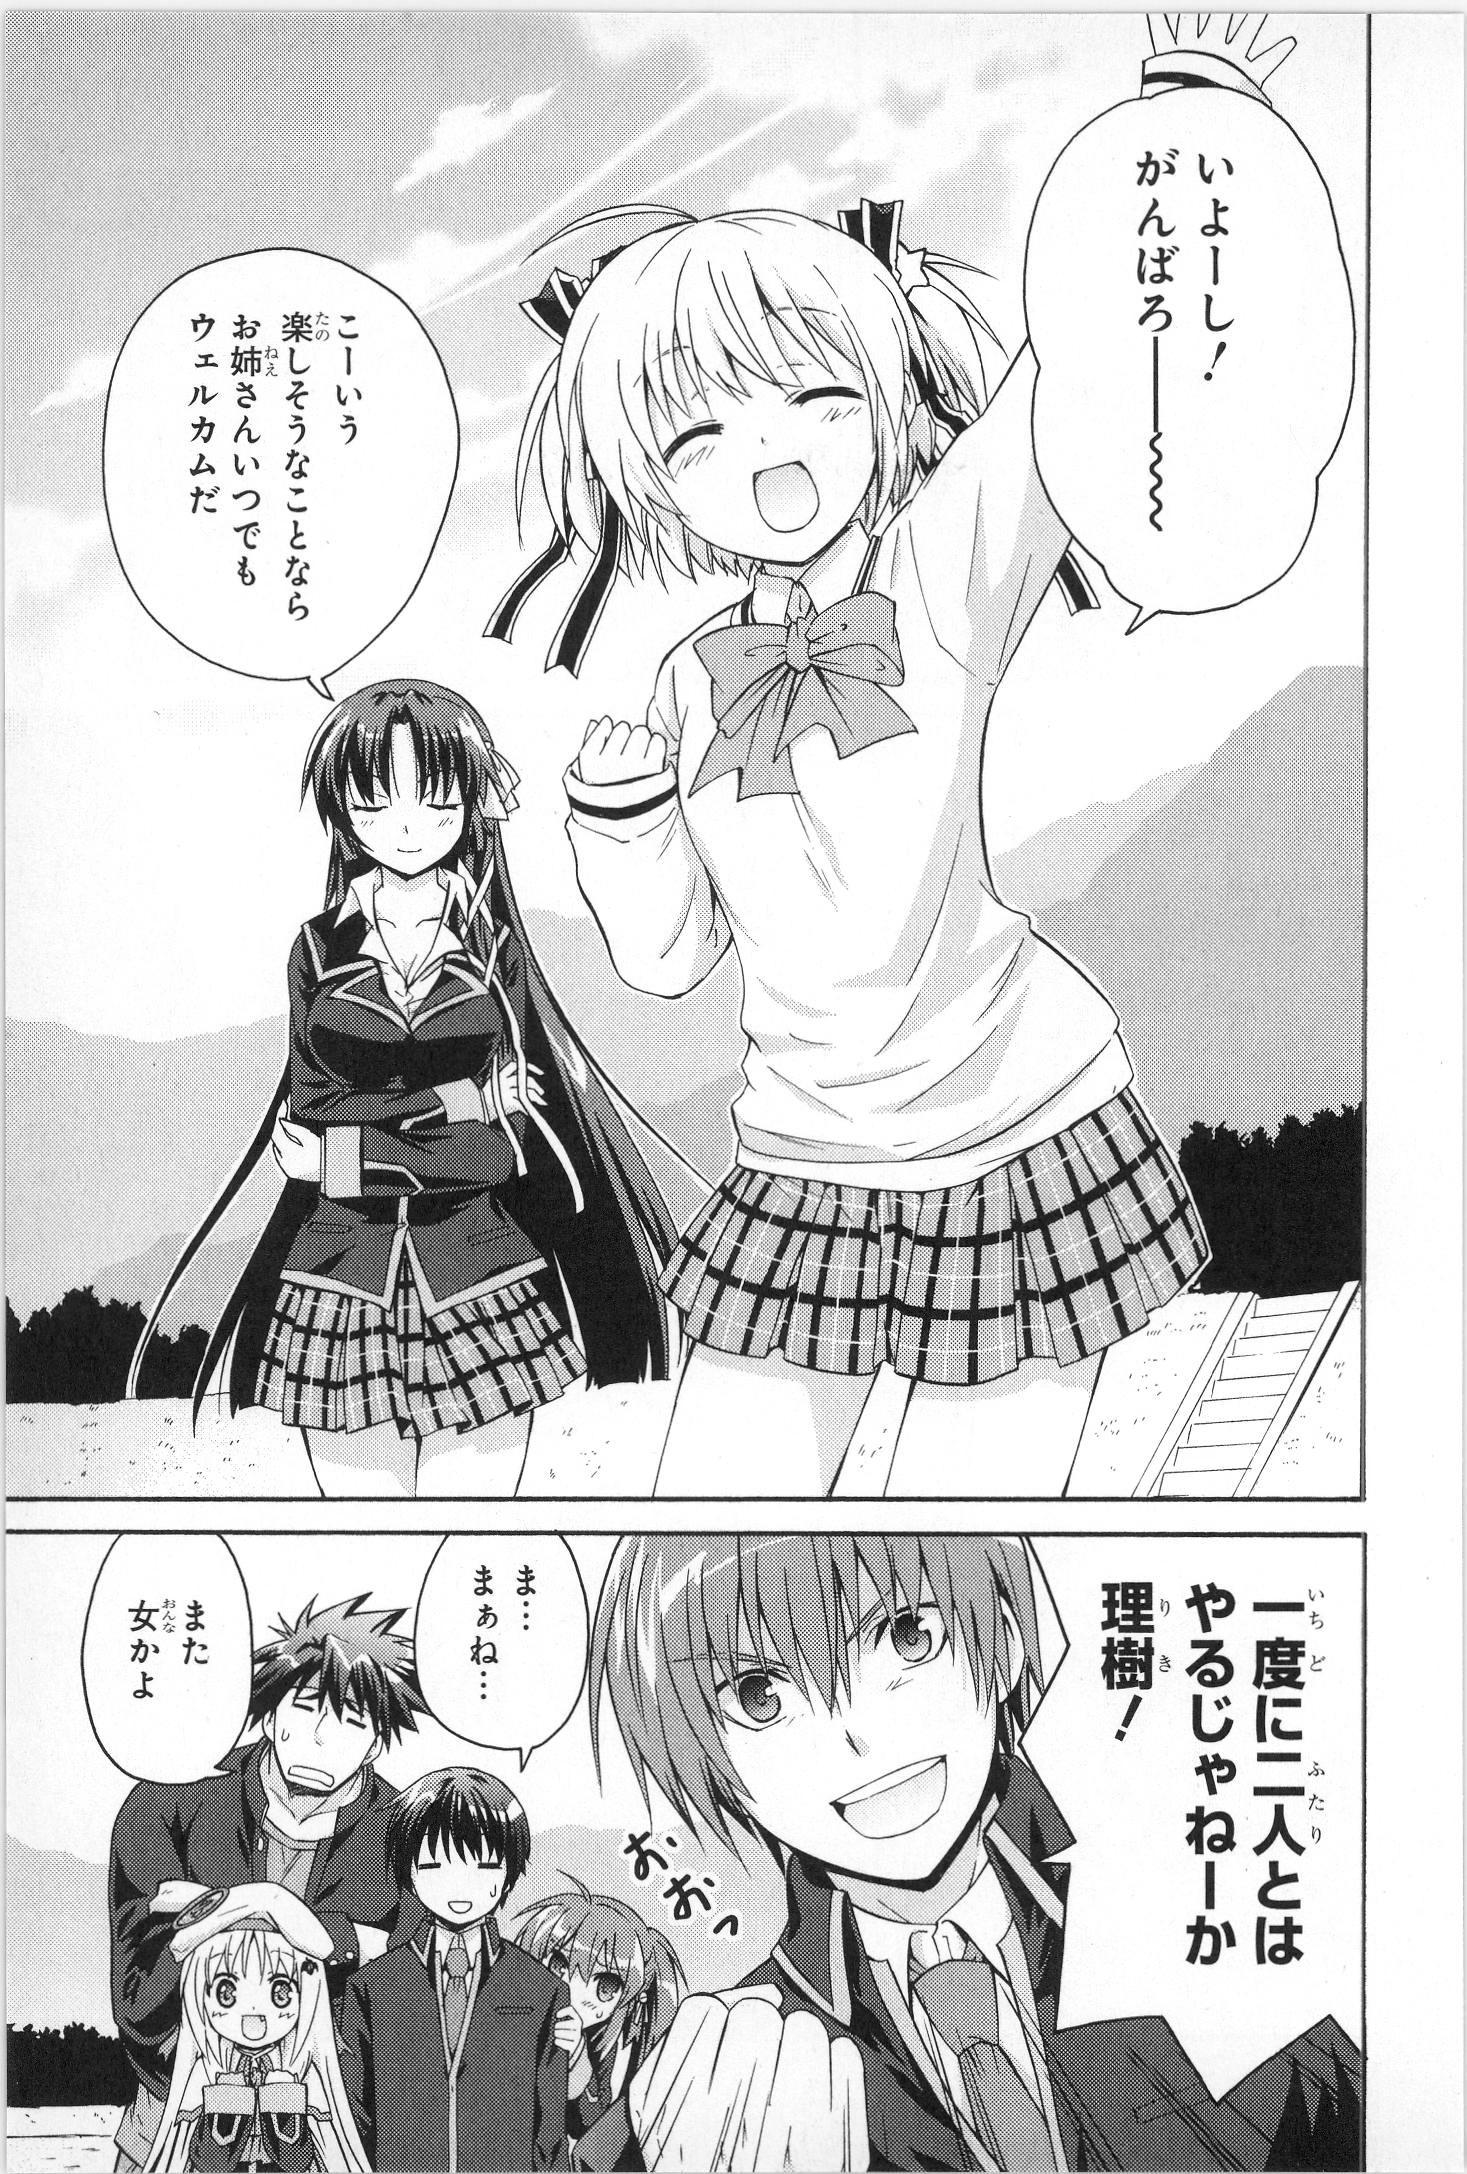 いよーし！
がんばろ――〜〜〜
こーいう
楽しそうなことなら
お姉さんいつでも
ウェルカムだ
一度に二人とは
やるじゃねーか
理樹！
おおっ
ま…
まぁね…
また
女かよ